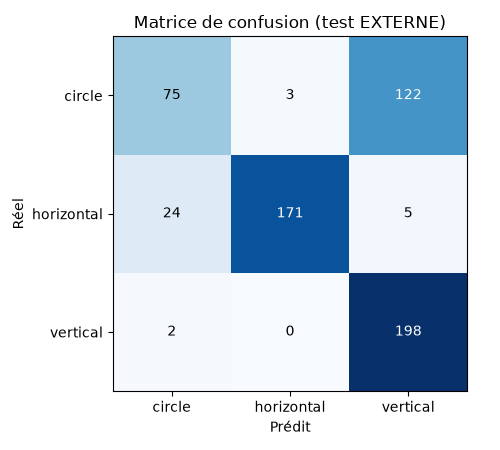 Matrice de confusion (test EXTERNE)
circle 75 3 122
horizontal 24 171 5
vertical 2 0 198
Réel
circle horizontal vertical
Prédit